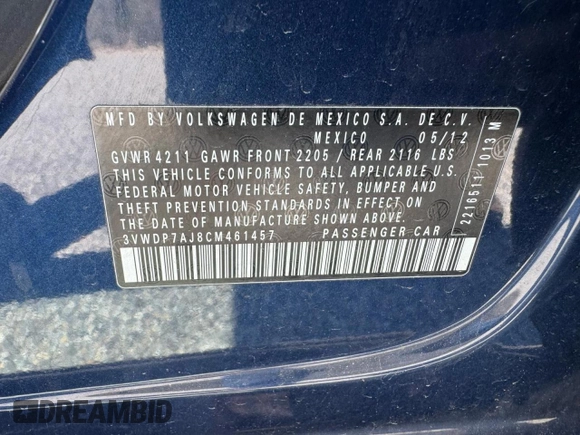 MFD BY VOLKSWAGEN DE MEXICO S.A. DE C.V.
MEXICO 05/12
GVWR 4211 GAWR FRONT 2205 / REAR 2116 LBS
THIS VEHICLE CONFORMS TO ALL APPLICABLE U.S.
FEDERAL MOTOR VEHICLE SAFETY, BUMPER AND
THEFT PREVENTION STANDARDS IN EFFECT ON
THE DATE OF MANUFACTURE SHOWN ABOVE.
3VWDP7AJ8CM461457 PASSENGER CAR
2216511 1013 M
DREAMBID